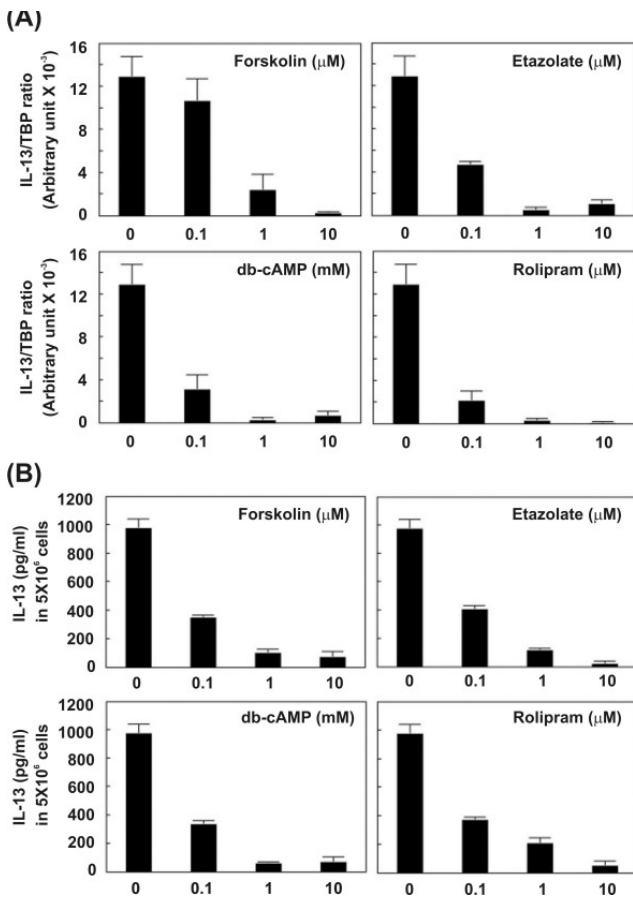 (A)
IL-13/TBP ratio
(Arbitrary unit X 10⁻³)
16
12
8
4
0
Forskolin (μM)
0 0.1 1 10
Etazolate (μM)
0 0.1 1 10
IL-13/TBP ratio
(Arbitrary unit X 10⁻³)
16
12
8
4
0
db-cAMP (mM)
0 0.1 1 10
Rolipram (μM)
0 0.1 1 10
(B)
IL-13 (pg/ml)
in 5X10⁶ cells
1200
1000
800
600
400
200
0
Forskolin (μM)
0 0.1 1 10
Etazolate (μM)
0 0.1 1 10
IL-13 (pg/ml)
in 5X10⁶ cells
1200
1000
800
600
400
200
0
db-cAMP (mM)
0 0.1 1 10
Rolipram (μM)
0 0.1 1 10